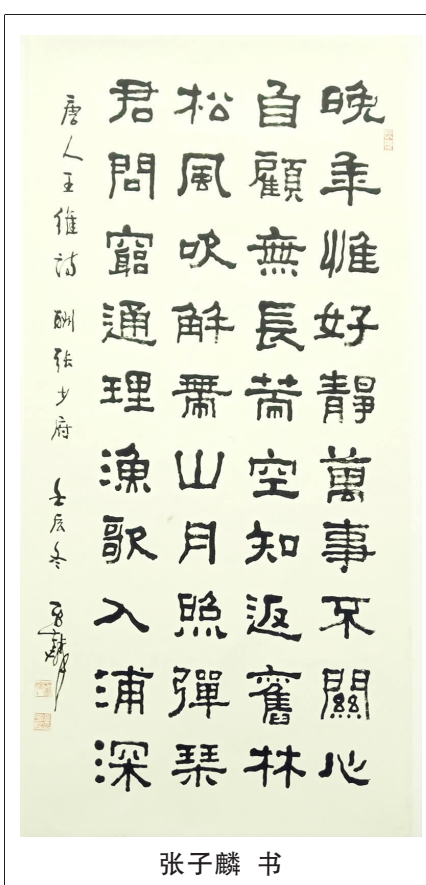 晚年惟好靜萬事不關心
自顧無長策空知返舊林
松風吹解帶山月照彈琴
君問窮通理漁歌入浦深
唐人王維詩 酬张少府 壬辰冬 子麟
张子麟 书